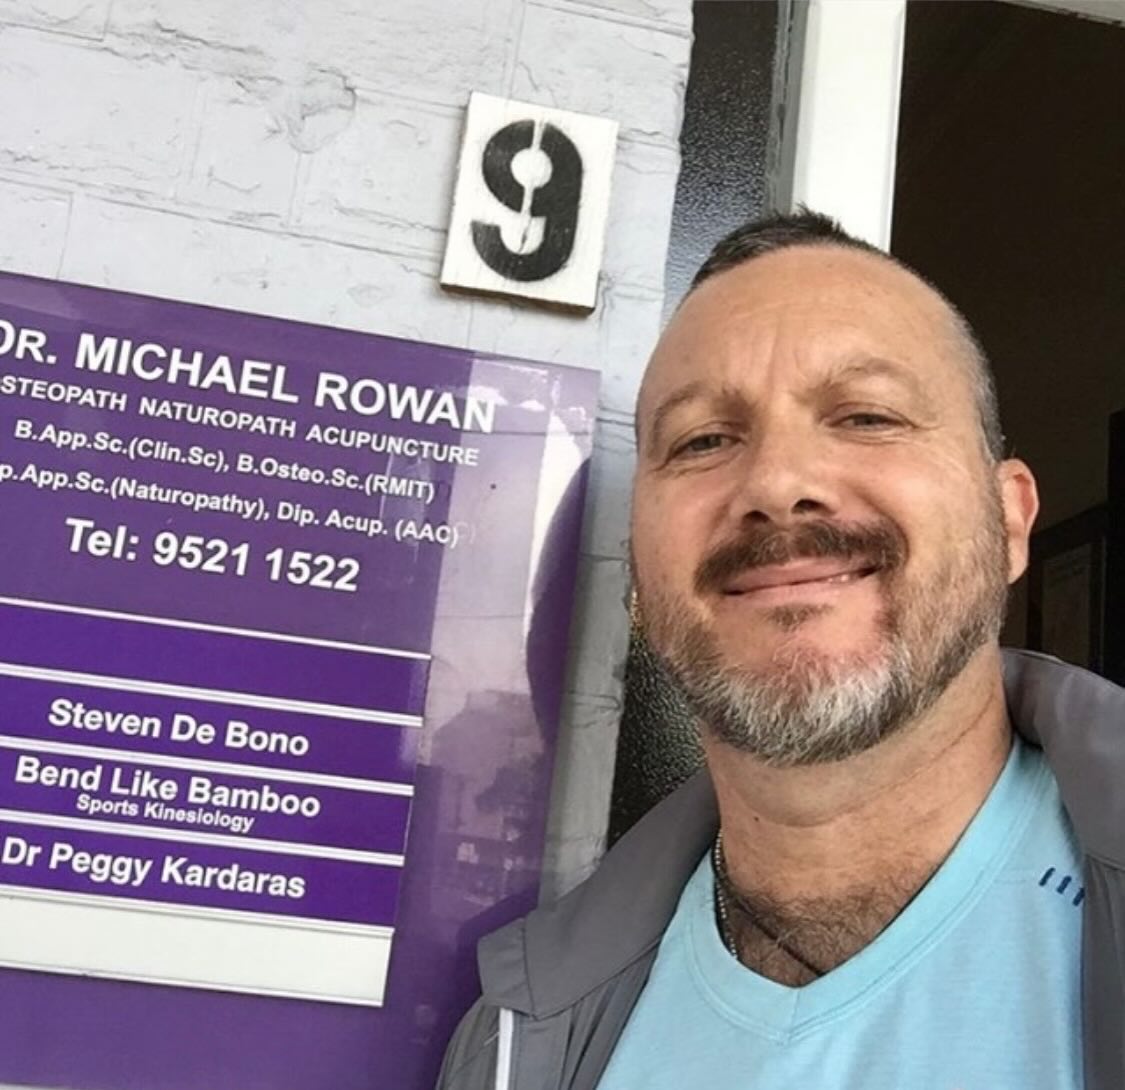 9
DR. MICHAEL ROWAN
OSTEOPATH NATUROPATH ACUPUNCTURE
B.App.Sc.(Clin.Sc), B.Osteo.Sc.(RMIT)
p.App.Sc.(Naturopathy), Dip. Acup. (AAC)
Tel: 9521 1522
Steven De Bono
Bend Like Bamboo
Sports Kinesiology
Dr Peggy Kardaras